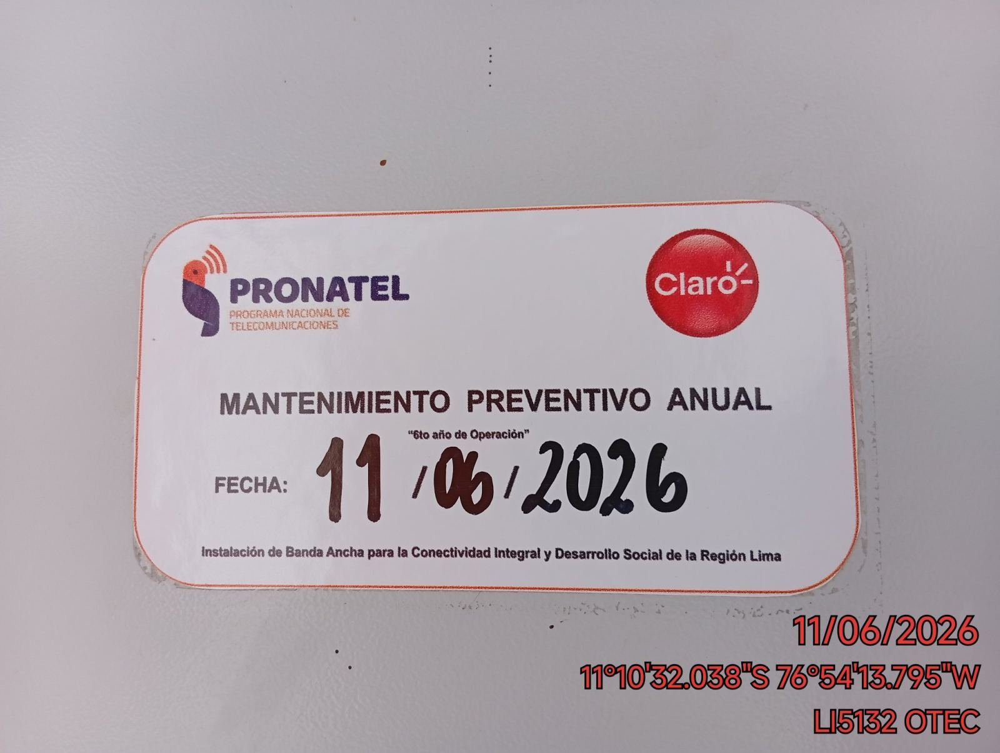 PRONATEL
PROGRAMA NACIONAL DE
TELECOMUNICACIONES
Claro
MANTENIMIENTO PREVENTIVO ANUAL
"6to año de Operación"
FECHA: 11 / 06 / 2026
Instalación de Banda Ancha para la Conectividad Integral y Desarrollo Social de la Región Lima
11/06/2026
11°10'32.038"S 76°54'13.795"W
LI5132 OTEC